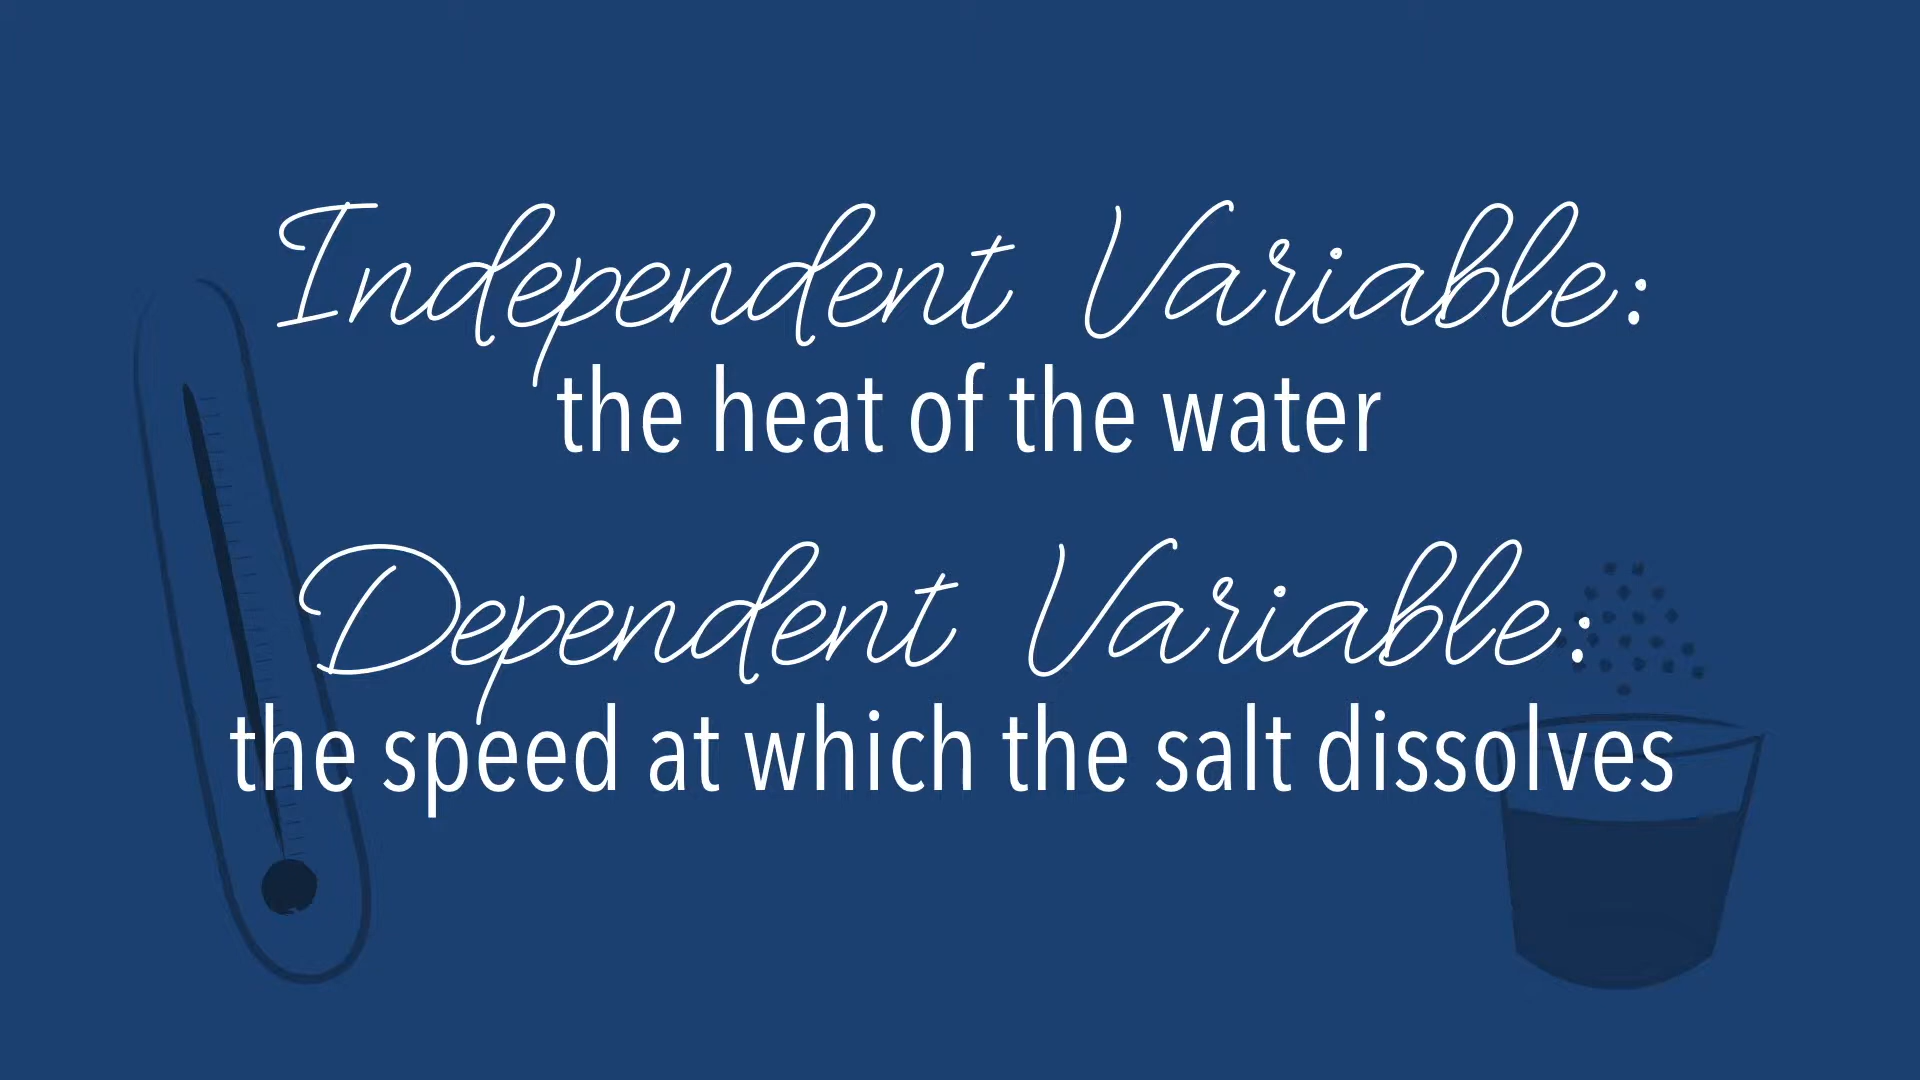 Independent Variable:
the heat of the water
Dependent Variable:
the speed at which the salt dissolves